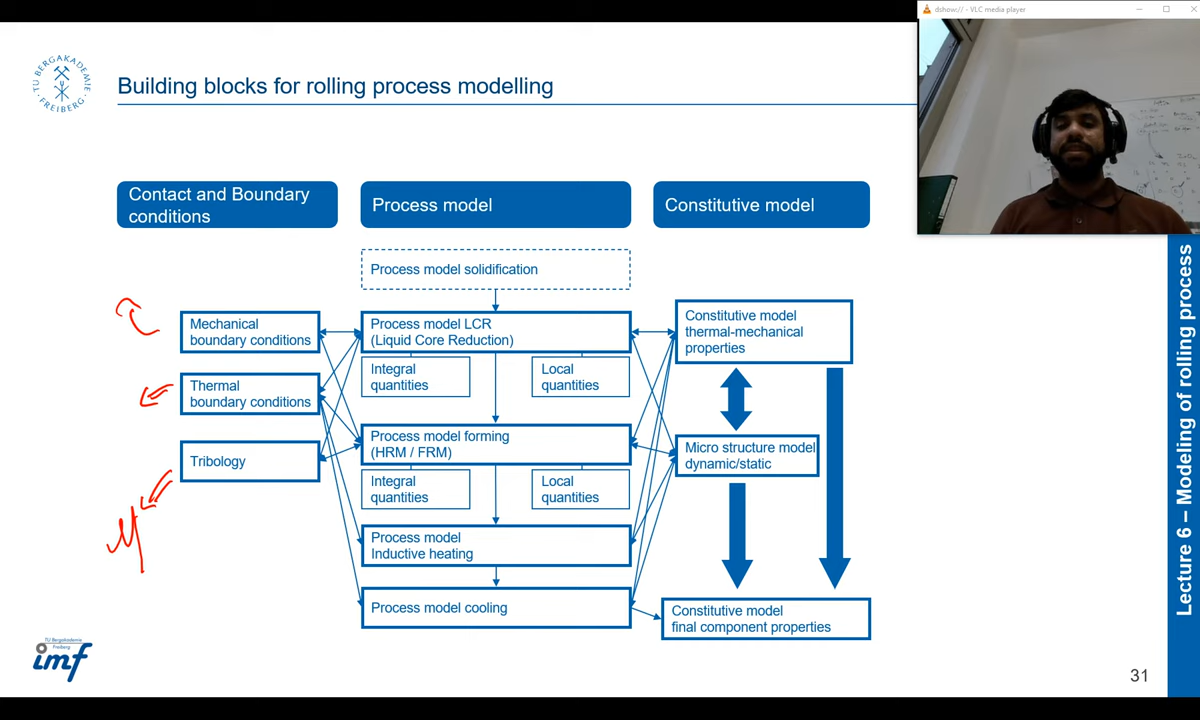 dshow:// - VLC media player
TU BERGAKADEMIE
FREIBERG
Building blocks for rolling process modelling
Contact and Boundary
conditions
Process model
Constitutive model
Process model solidification
Mechanical
boundary conditions
Process model LCR
(Liquid Core Reduction)
Constitutive model
thermal-mechanical
properties
Integral
quantities
Local
quantities
Thermal
boundary conditions
Process model forming
(HRM / FRM)
Micro structure model
dynamic/static
Tribology
Integral
quantities
Local
quantities
μ
Process model
Inductive heating
Process model cooling
Constitutive model
final component properties
TU Bergakademie
Freiberg
imf
31
Lecture 6 – Modeling of rolling process